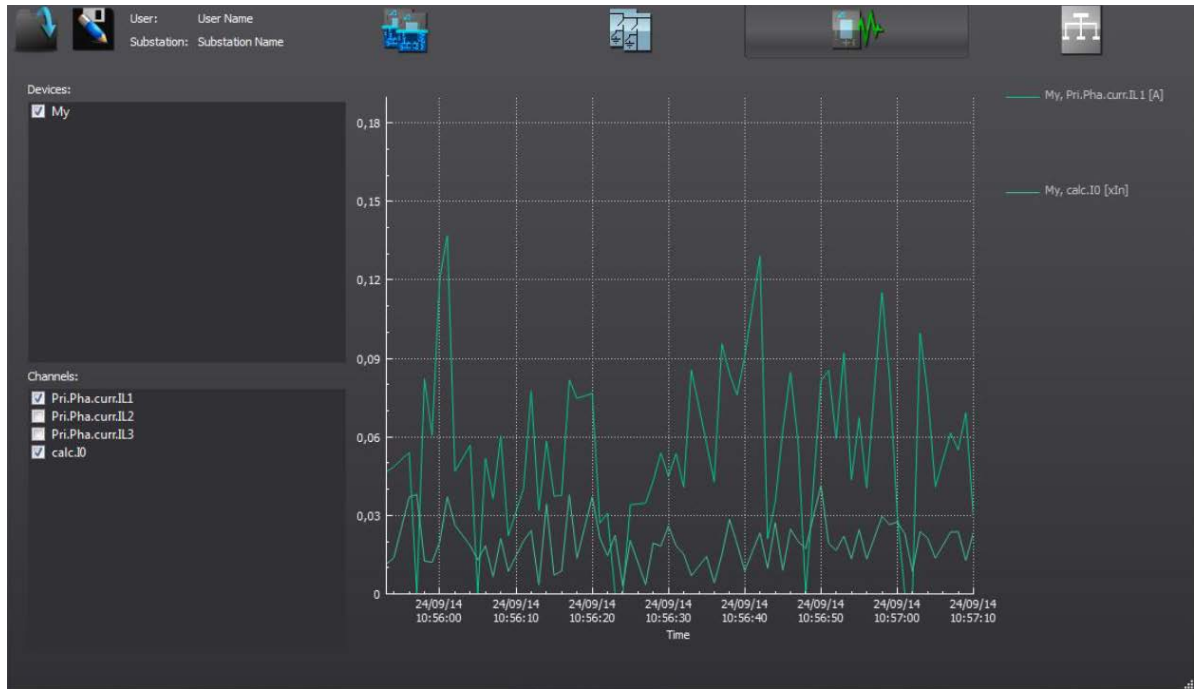 User: User Name
Substation: Substation Name
Devices:
My
Channels:
Pri.Pha.curr.IL1
Pri.Pha.curr.IL2
Pri.Pha.curr.IL3
calc.I0
0,18
0,15
0,12
0,09
0,06
0,03
0
24/09/14 24/09/14 24/09/14 24/09/14 24/09/14 24/09/14 24/09/14 24/09/14
10:56:00 10:56:10 10:56:20 10:56:30 10:56:40 10:56:50 10:57:00 10:57:10
Time
My, Pri.Pha.curr.IL1 [A]
My, calc.I0 [xIn]